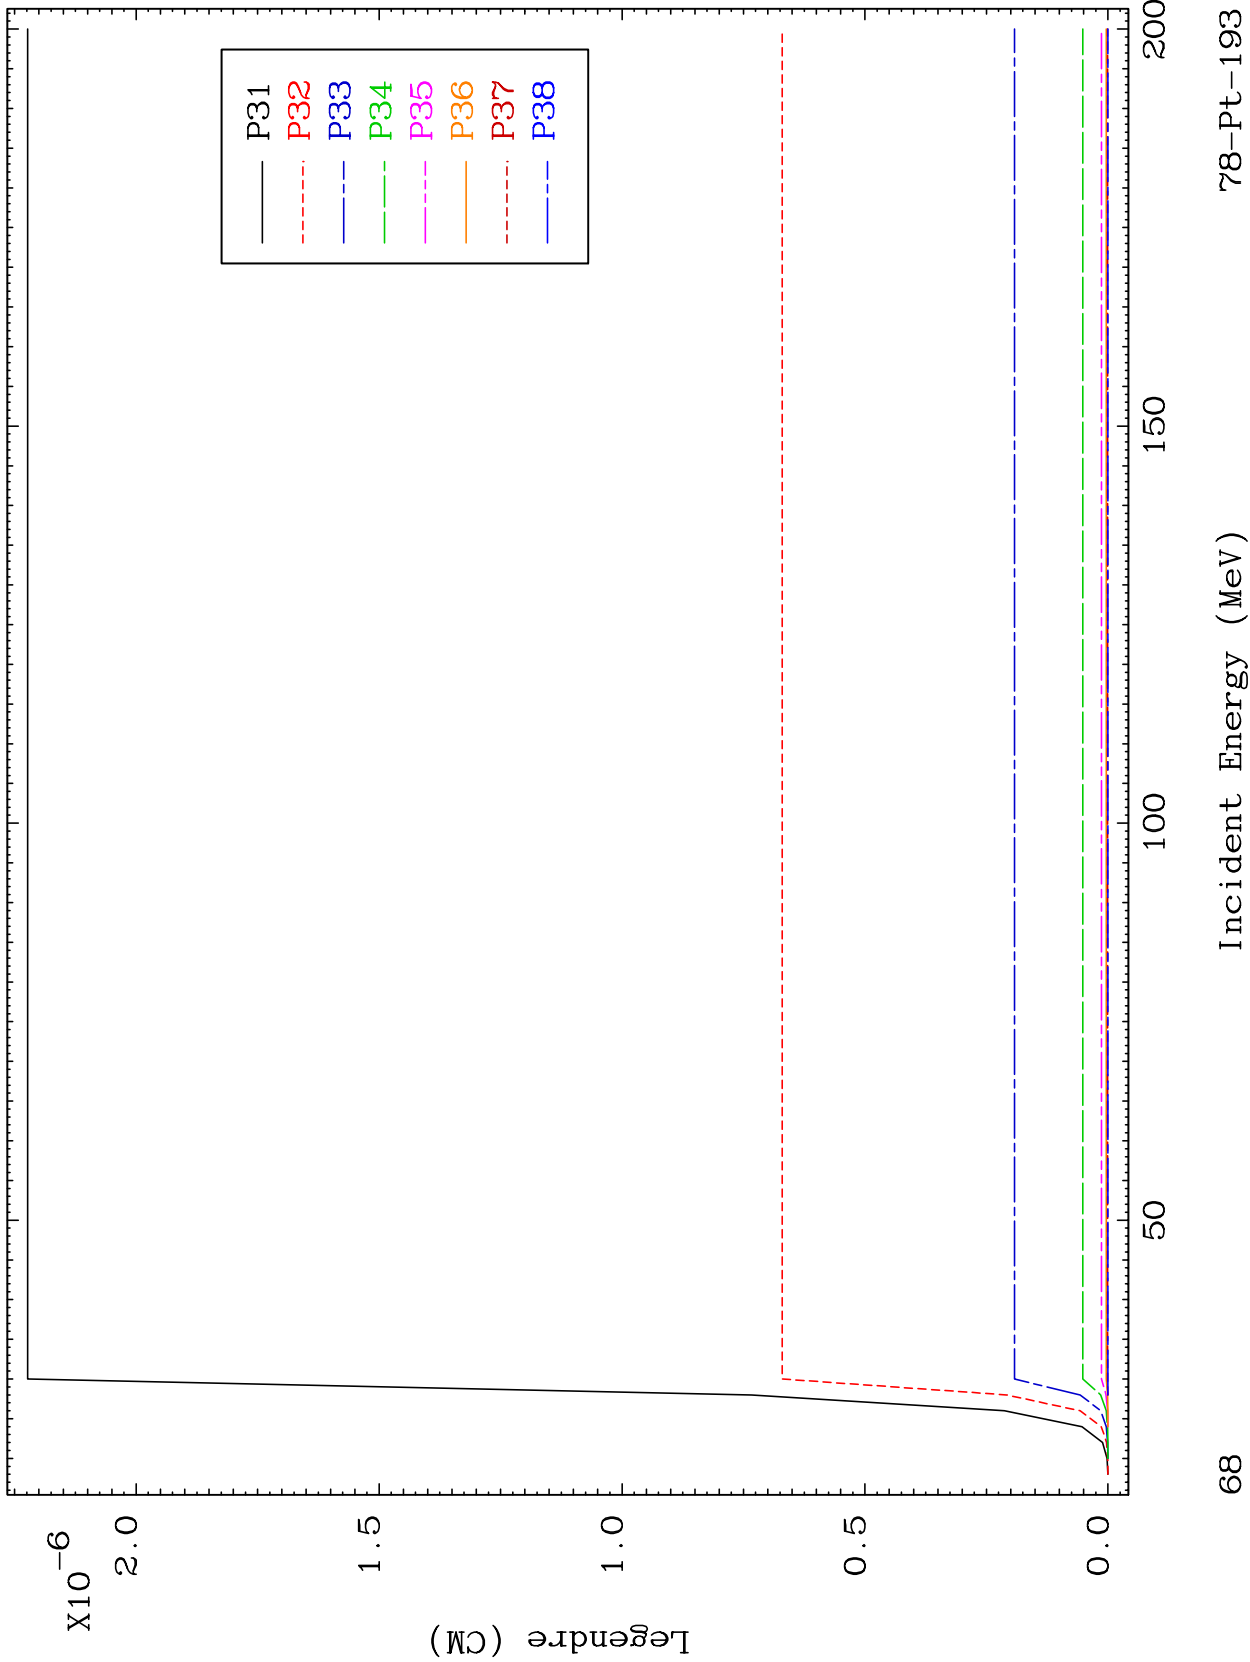 X10-6
2.0
1.5
1.0
0.5
0.0
Legendre (CM)
P31
P32
P33
P34
P35
P36
P37
P38
50
100
150
200
68
Incident Energy (MeV)
78-Pt-193